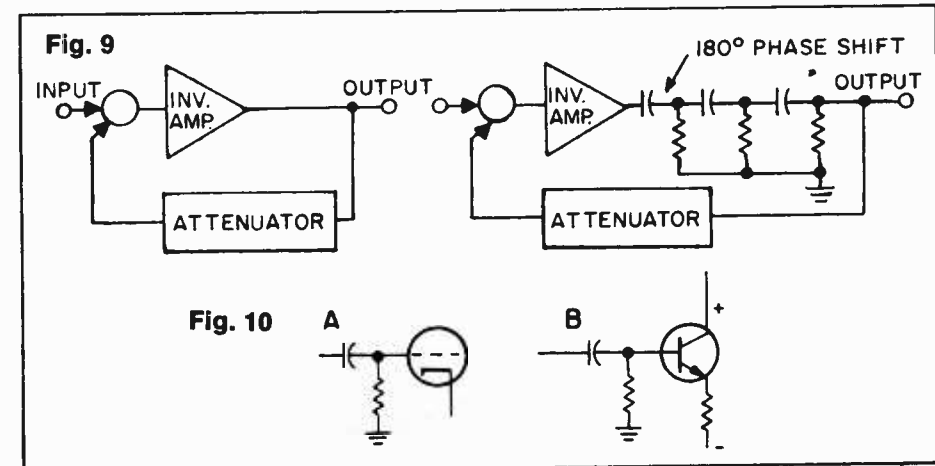 Fig. 9
180° PHASE SHIFT
INPUT
INV.
AMP.
OUTPUT
ATTENUATOR
INV.
AMP.
OUTPUT
ATTENUATOR
Fig. 10
A
B
+
-